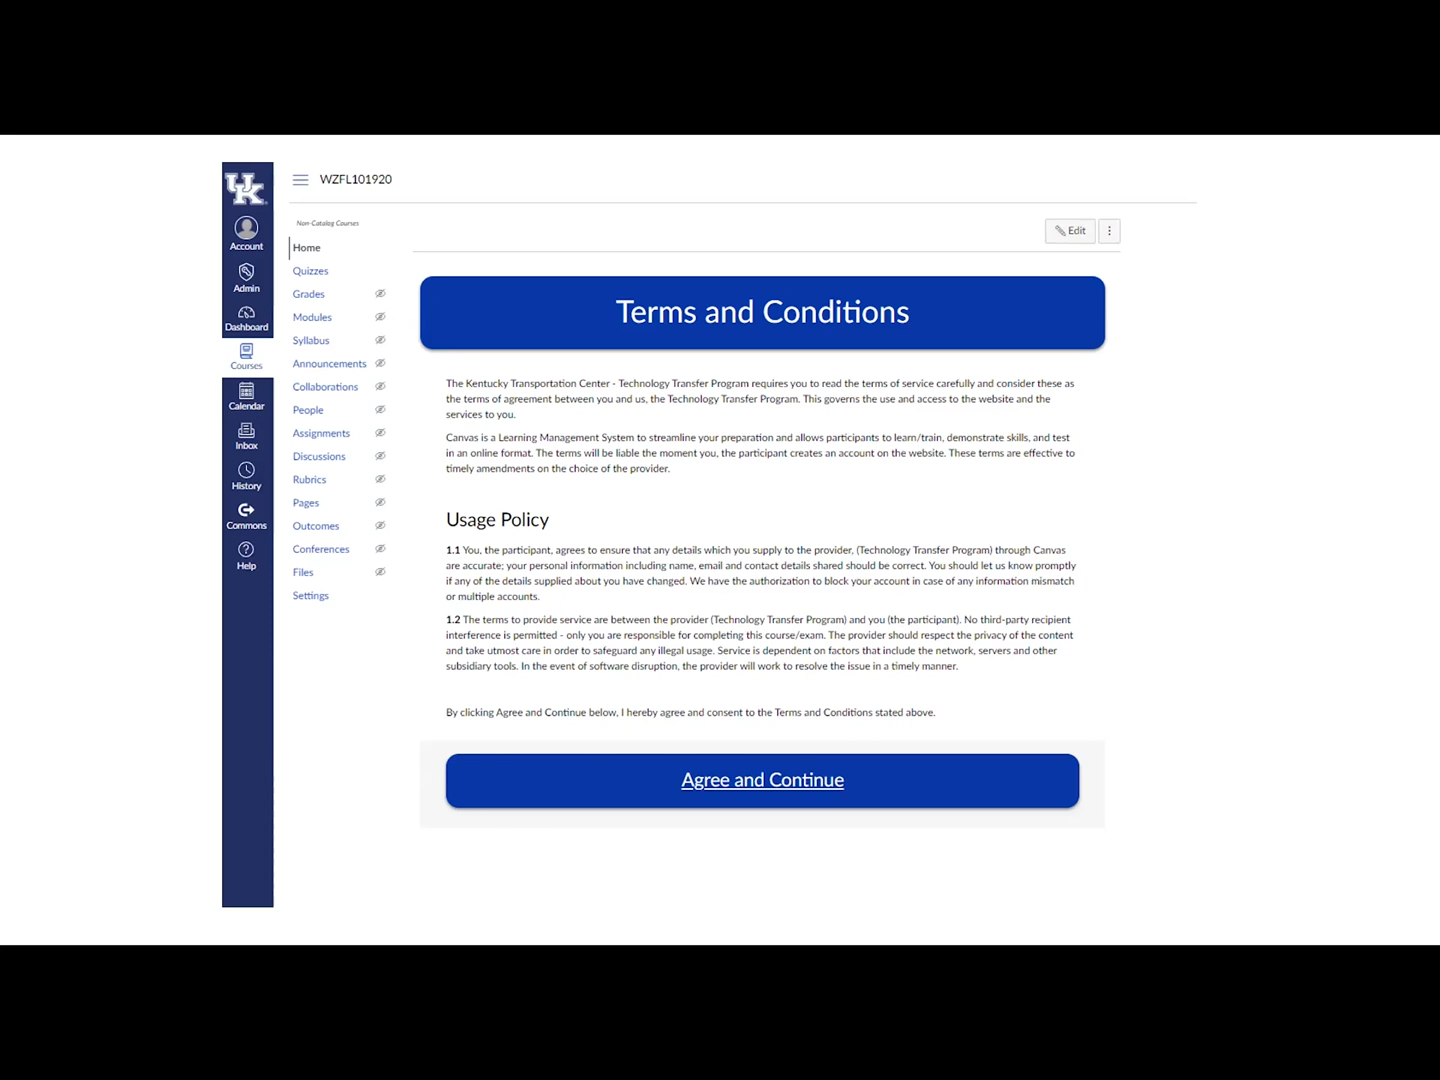 UK
WZFL101920
Non-Catalog Courses
Edit
Account
Admin
Dashboard
Courses
Calendar
Inbox
History
Commons
Help
Home
Quizzes
Grades
Modules
Syllabus
Announcements
Collaborations
People
Assignments
Discussions
Rubrics
Pages
Outcomes
Conferences
Files
Settings
Terms and Conditions
The Kentucky Transportation Center - Technology Transfer Program requires you to read the terms of service carefully and consider these as
the terms of agreement between you and us, the Technology Transfer Program. This governs the use and access to the website and the
services to you.
Canvas is a Learning Management System to streamline your preparation and allows participants to learn/train, demonstrate skills, and test
in an online format. The terms will be liable the moment you, the participant creates an account on the website. These terms are effective to
timely amendments on the choice of the provider.
Usage Policy
1.1 You, the participant, agrees to ensure that any details which you supply to the provider, (Technology Transfer Program) through Canvas
are accurate; your personal information including name, email and contact details shared should be correct. You should let us know promptly
if any of the details supplied about you have changed. We have the authorization to block your account in case of any information mismatch
or multiple accounts.
1.2 The terms to provide service are between the provider (Technology Transfer Program) and you (the participant). No third-party recipient
interference is permitted - only you are responsible for completing this course/exam. The provider should respect the privacy of the content
and take utmost care in order to safeguard any illegal usage. Service is dependent on factors that include the network, servers and other
subsidiary tools. In the event of software disruption, the provider will work to resolve the issue in a timely manner.
By clicking Agree and Continue below, I hereby agree and consent to the Terms and Conditions stated above.
Agree and Continue